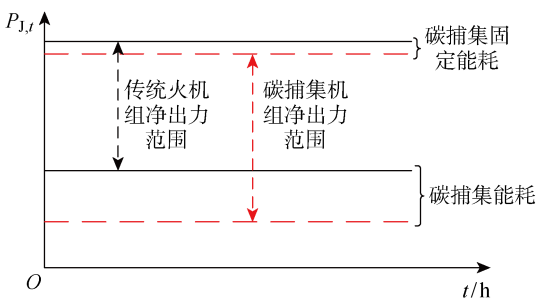 P_{J,t}
碳捕集固
定能耗
传统火机
组净出力
范围
碳捕集机
组净出力
范围
碳捕集能耗
O
t/h